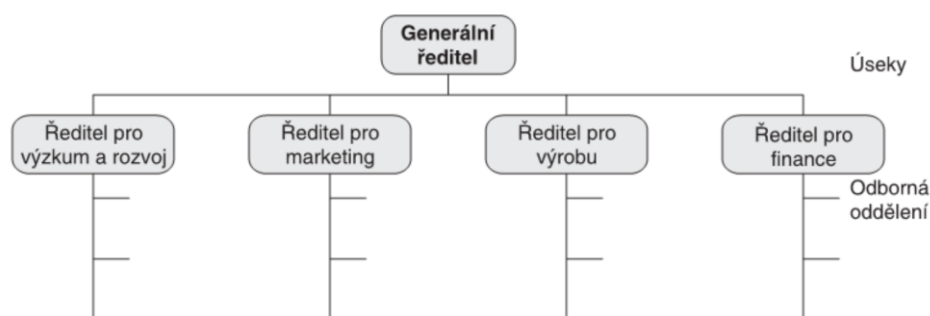 Generální
ředitel
Úseky
Ředitel pro
výzkum a rozvoj
Ředitel pro
marketing
Ředitel pro
výrobu
Ředitel pro
finance
Odborná
oddělení